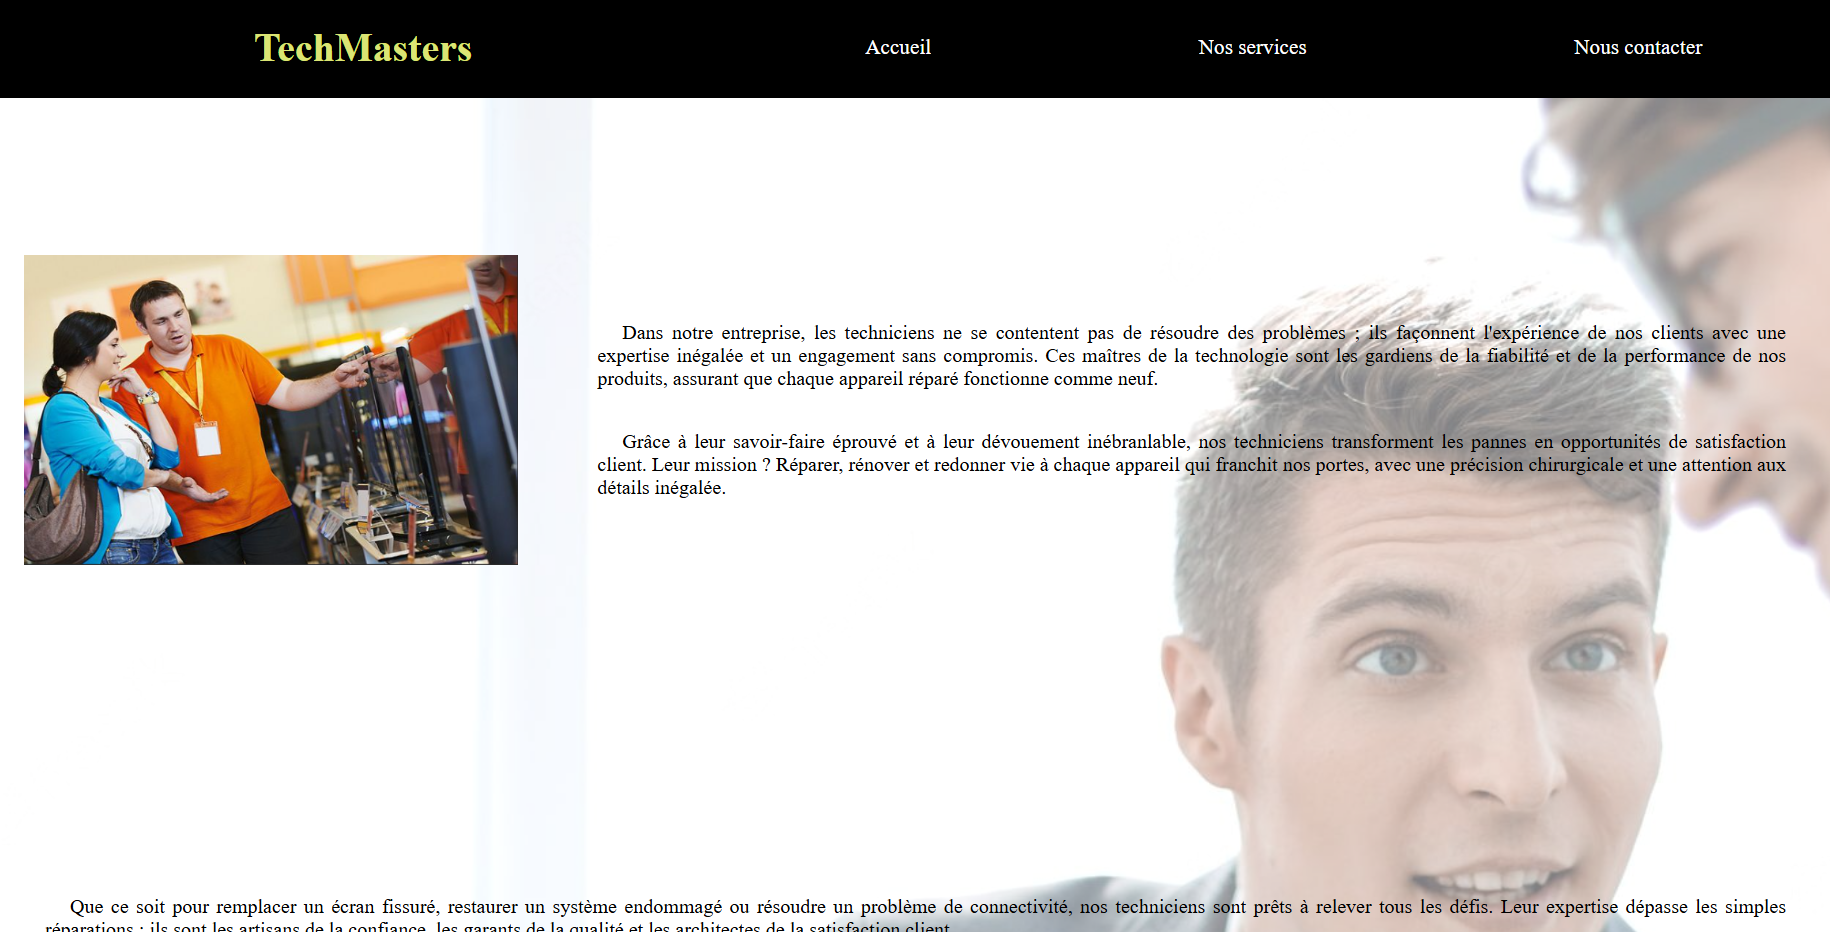 TechMasters
Accueil
Nos services
Nous contacter
Dans notre entreprise, les techniciens ne se contentent pas de résoudre des problèmes ; ils façonnent l'expérience de nos clients avec une
expertise inégalée et un engagement sans compromis. Ces maîtres de la technologie sont les gardiens de la fiabilité et de la performance de nos
produits, assurant que chaque appareil réparé fonctionne comme neuf.
Grâce à leur savoir-faire éprouvé et à leur dévouement inébranlable, nos techniciens transforment les pannes en opportunités de satisfaction
client. Leur mission ? Réparer, rénover et redonner vie à chaque appareil qui franchit nos portes, avec une précision chirurgicale et une attention aux
détails inégalée.
Que ce soit pour remplacer un écran fissuré, restaurer un système endommagé ou résoudre un problème de connectivité, nos techniciens sont prêts à relever tous les défis. Leur expertise dépasse les simples
réparations : ils sont les artisans de la confiance, les garants de la qualité et les architectes de la satisfaction client.